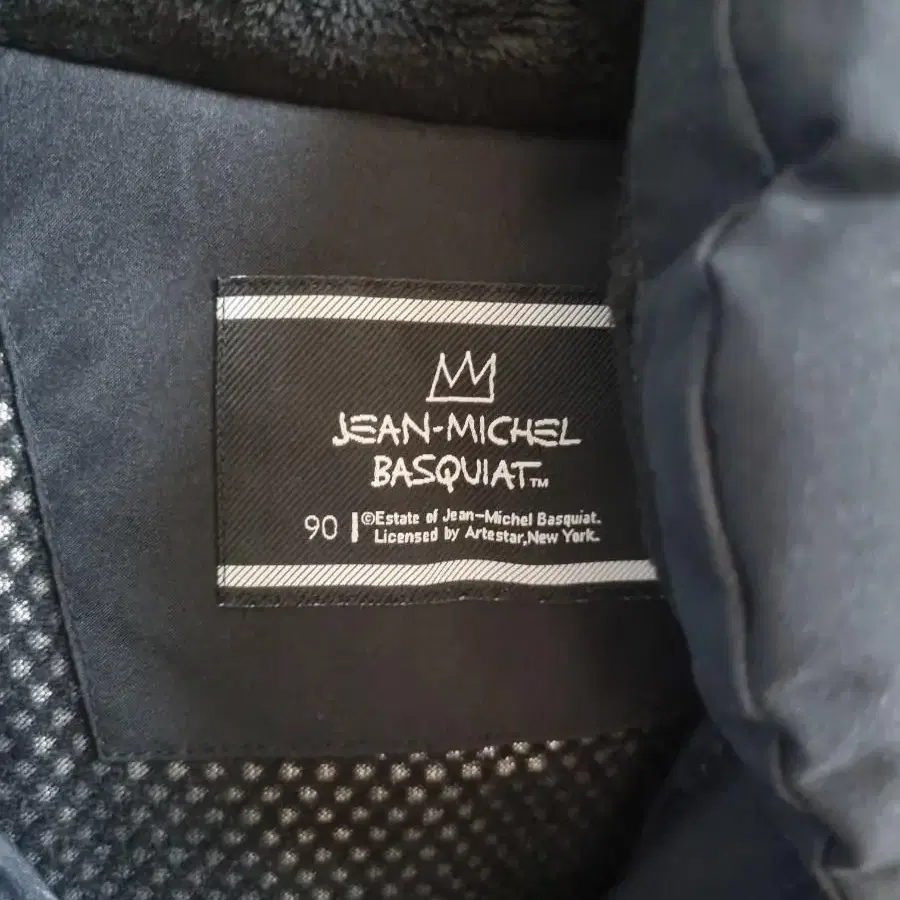 JEAN-MICHEL
BASQUIAT™
90 | ©Estate of Jean-Michel Basquiat.
Licensed by Artestar,New York.